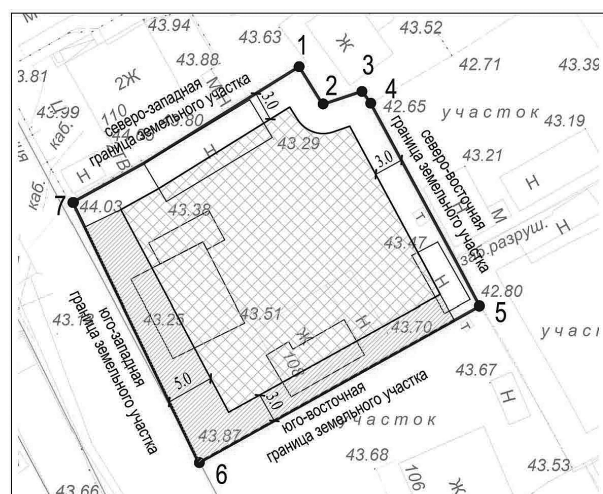 43.94
43.52
43.63
1
Ж
43.88
3
42.71
43.39
43.81
2Ж
4
110
3.0
2
42.65
участок
43.99
северо-западная
граница земельного участка
43.80
43.19
каб.
Н
Н
43.29
3.0
43.21
северо-восточная
граница земельного участка
Н
7
44.03
43.38
т
М
каб.
43.47
зар.разруш.
Н
Н
42.80
43.25
43.51
Ж
Н
43.70
5
т
участ
юго-западная
граница земельного участка
108
5.0
3.0
43.67
юго-восточная
граница земельного участка
участок
Н
43.87
43.68
43.53
6
106
Ж
43.66